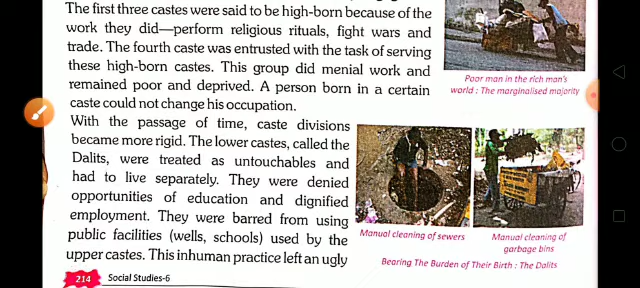 The first three castes were said to be high-born because of the
work they did—perform religious rituals, fight wars and
trade. The fourth caste was entrusted with the task of serving
these high-born castes. This group did menial work and
remained poor and deprived. A person born in a certain
caste could not change his occupation.
Poor man in the rich man's
world : The marginalised majority
With the passage of time, caste divisions
became more rigid. The lower castes, called the
Dalits, were treated as untouchables and
had to live separately. They were denied
opportunities of education and dignified
employment. They were barred from using
public facilities (wells, schools) used by the
upper castes. This inhuman practice left an ugly
Manual cleaning of sewers
Manual cleaning of
garbage bins
Bearing The Burden of Their Birth : The Dalits
214 Social Studies-6